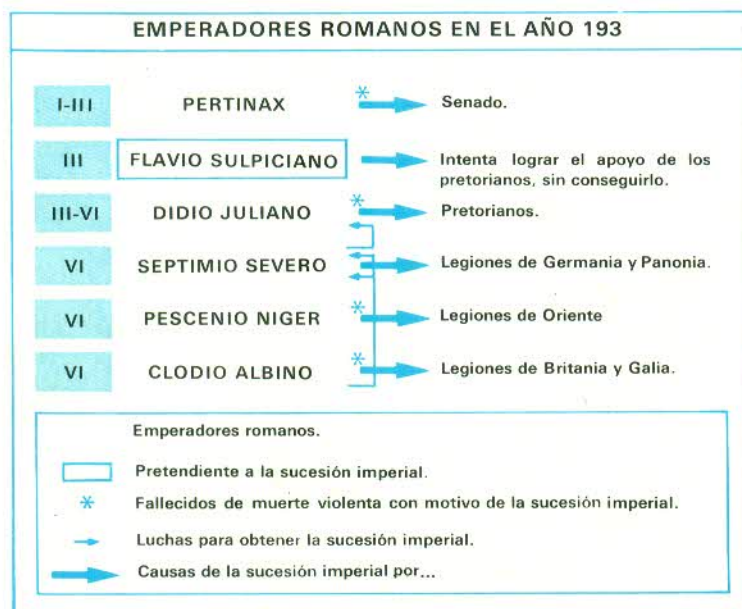 EMPERADORES ROMANOS EN EL AÑO 193
I-III PERTINAX * Senado.
III FLAVIO SULPICIANO Intenta lograr el apoyo de los
pretorianos, sin conseguirlo.
III-VI DIDIO JULIANO * Pretorianos.
VI SEPTIMIO SEVERO Legiones de Germania y Panonia.
VI PESCENIO NIGER * Legiones de Oriente
VI CLODIO ALBINO * Legiones de Britania y Galia.
Emperadores romanos.
Pretendiente a la sucesión imperial.
* Fallecidos de muerte violenta con motivo de la sucesión imperial.
Luchas para obtener la sucesión imperial.
Causas de la sucesión imperial por...